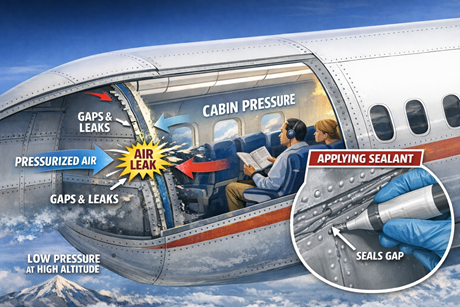 GAPS &
LEAKS
CABIN PRESSURE
PRESSURIZED AIR
AIR
LEAK
GAPS & LEAKS
APPLYING SEALANT
SEALS GAP
LOW PRESSURE
AT HIGH ALTITUDE